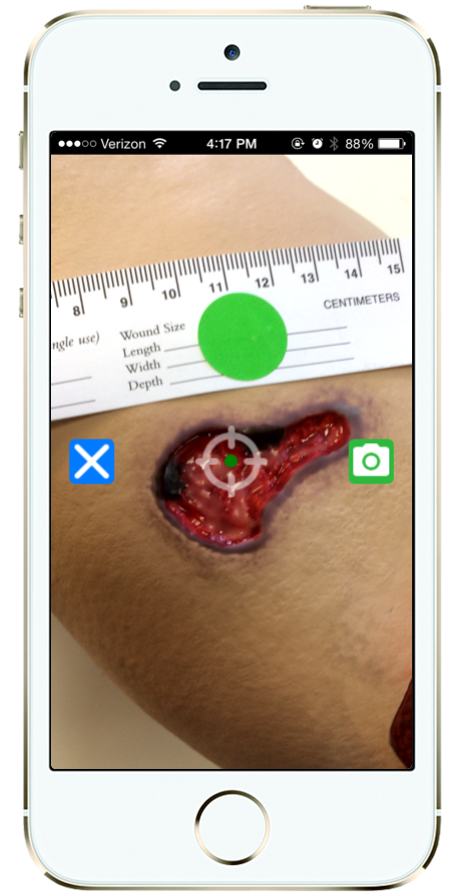 Verizon 4:17 PM 88%
8 9 10 11 12 13 14 15
CENTIMETERS
ngle use)
Wound Size
Length
Width
Depth